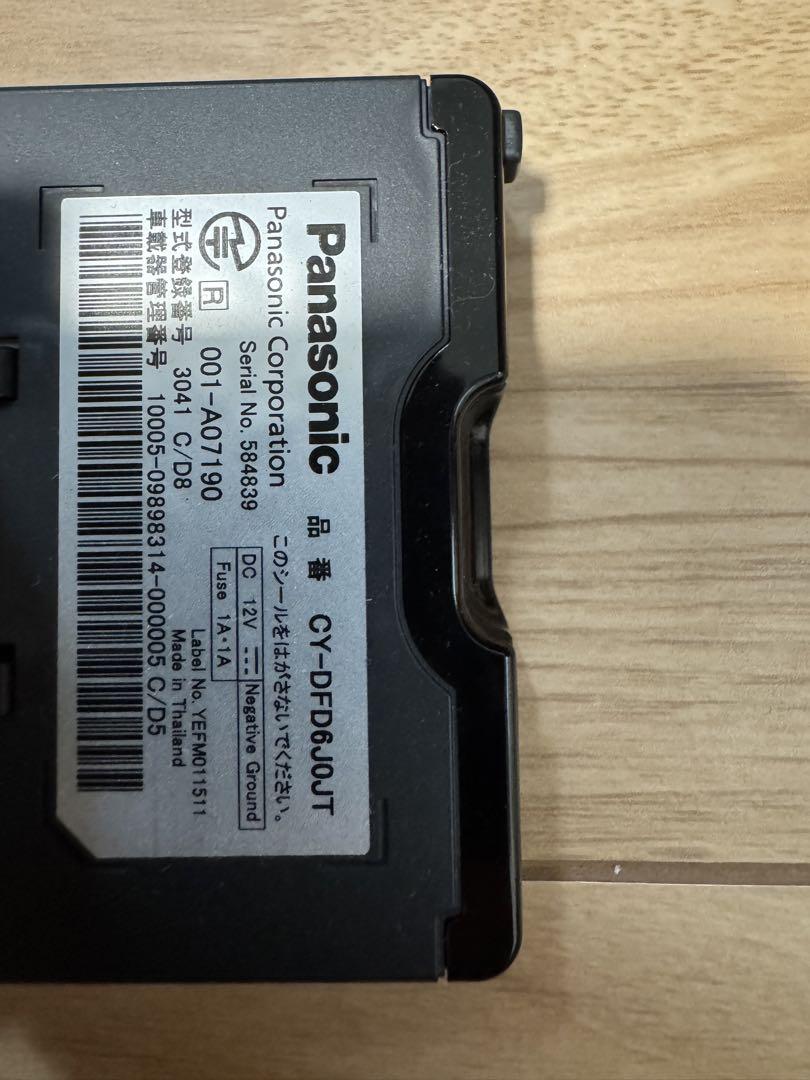 Panasonic 品番 CY-DFD6J0JT
Panasonic Corporation このシールをはがさないでください。
Serial No. 584839
DC 12V Negative Ground
R 001-A07190
Fuse 1A・1A
型式登録番号 3041 C/D8
Label No. YEFM011511
Made in Thailand
車載器管理番号 10005-09898314-000005 C/D5